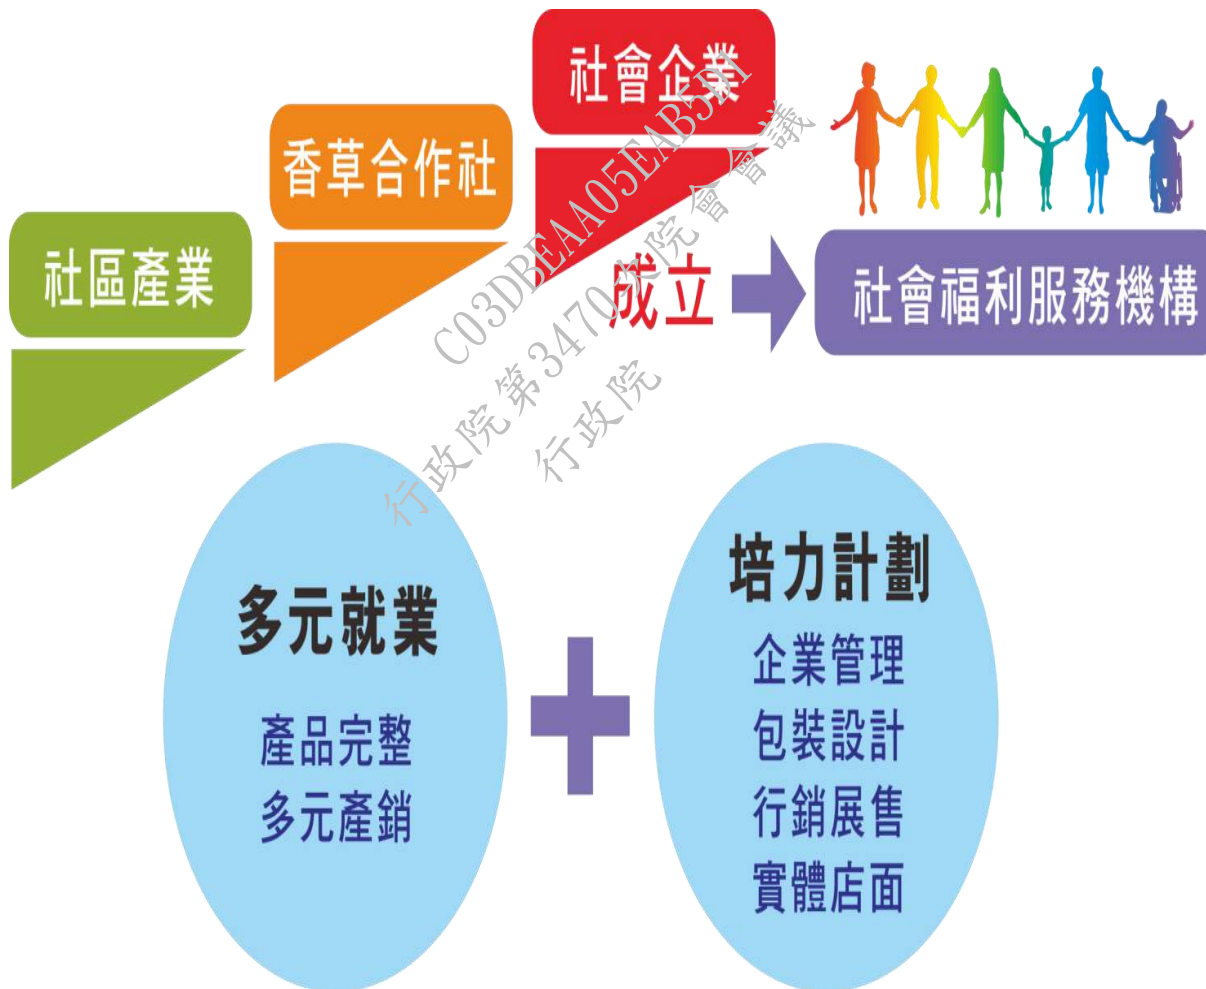 社會企業
香草合作社
社區產業
成立
社會福利服務機構
C03DBEAA05EAB5D1
行政院第3470次院會會議
行政院
多元就業
產品完整
多元產銷
培力計劃
企業管理
包裝設計
行銷展售
實體店面